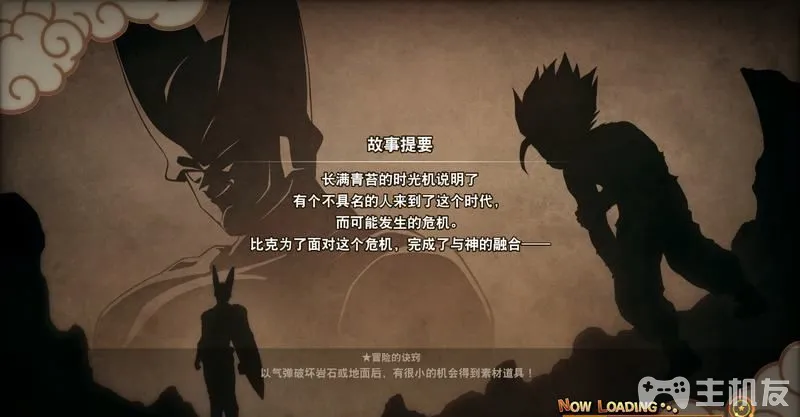 故事提要
长满青苔的时光机说明了
有个不具名的人来到了这个时代，
而可能发生的危机。
比克为了面对这个危机，完成了与神的融合——
★冒险的诀窍
以气弹破坏岩石或地面后、有很小的机会得到素材道具！
NOW LOADING...
主机友